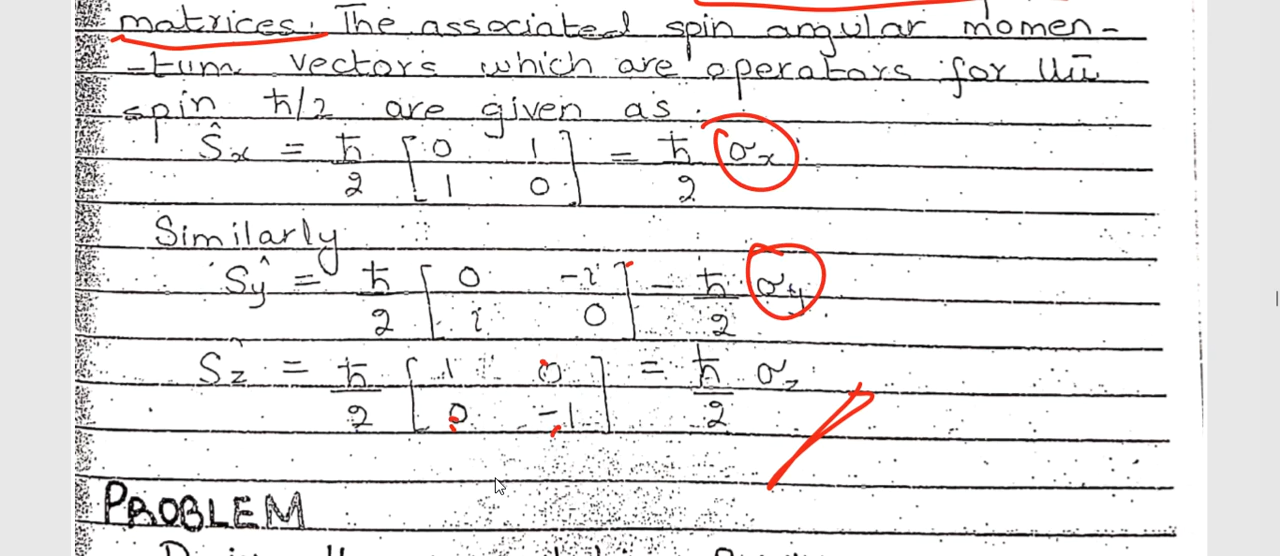 matrices. The associated spin angular momen-
-tum vectors which are operators for the
spin ħ/2 are given as.
Ŝx = ħ/2 [0 1 1 0] = ħ/2 σx.
Similarly
Sŷ = ħ/2 [0 -i i 0] = ħ/2 σy.
Sz = ħ/2 [1 0 0 -1] = ħ/2 σz
PROBLEM